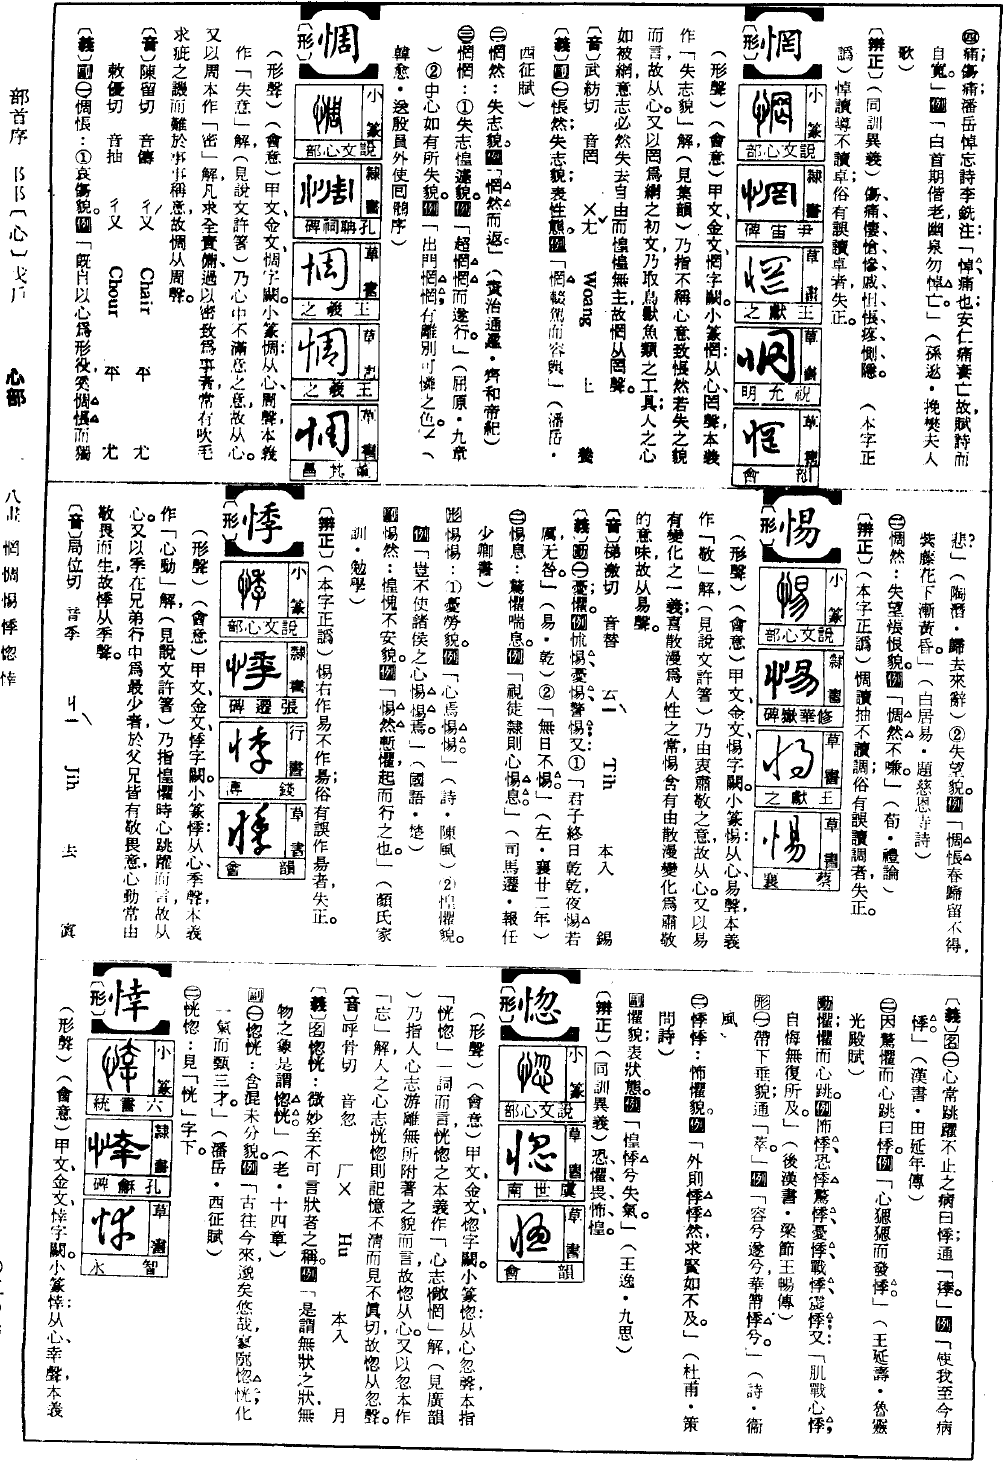 ㊃痛傷痛潘岳悼忘詩李銑注「悼痛也安仁痛妻亡故賦詩而
自寬。」例「白首期偕老幽泉勿悼亡。」(孫逖·挽樊夫人
歌)
〔辨正〕(同訓異義)傷痛悽愴慘戚怊悵疼惻隱。(本字正
譌)悼讀導不讀卓俗有誤讀卓者失正。
惘
〔形〕
小篆 說文心部
隸書 尹宙碑
草書 王獻之
草書 祝允明
草書 韻會
(形聲)(會意)甲文金文惘字闕。小篆惘从心罔聲本義
作「失志貌」解(見集韻)乃指不稱心意致悵然若失之貌
而言故从心。又以罔爲網之初文乃取鳥獸魚類之工具人之心
如被網意志必然失去自由而惶惶無主故惘从罔聲。
〔音〕武紡切 音罔 ㄨㄤˇ Woang 上 養
〔義〕副㊀悵然失志貌表性態。例「惘輟駕而容與」(潘岳·
西征賦)
㊁惘然:失志貌。例「惘然而返。」(資治通鑑·齊和帝紀)
㊂惘惘:①失志惶遽貌。例「超惘惘而遂行。」(屈原·九章
)②中心如有所失貌。例「出門惘惘有離別可憐之色。」(
韓愈·送殷員外使回鶻序)
惆
〔形〕
小篆 說文心部
隸書 孔聃祠碑
草書 王羲之
草書 王羲之
草書 董其昌
(形聲)(會意)甲文金文惆字闕。小篆惆从心周聲本義
作「失意」解(見說文許箸)乃心中不滿意之意故从心。
又以周本作「密」解凡求全責備過以密致爲事者常有吹毛
求疵之譏而難於事事稱意故惆从周聲。
〔音〕陳留切 音儔 ㄔㄡˊ Chair 平 尤
敕優切 音抽 ㄔㄡ Chour 平 尤
〔義〕副㊀惆悵:①哀傷貌。例「既自以心爲形役奚惆悵而獨
悲?」(陶潛·歸去來辭)②失望貌。例「惆悵春歸留不得,
紫藤花下漸黃昏。」(白居易·題慈恩寺詩)
㊁惆然:失望悵恨貌。例「惆然不嗛。」(荀·禮論)
〔辨正〕(本字正譌)惆讀抽不讀調俗有誤讀調者失正。
惕
〔形〕
小篆 說文心部
隸書 修華嶽碑
草書 王獻之
草書 蔡襄
(形聲)(會意)甲文金文惕字闕。小篆惕从心易聲本義
作「敬」解(見說文許箸)乃由衷肅敬之意故从心。又以易
有變化之一義喜散漫爲人性之常惕含有由散漫變化爲肅敬
的意味故从易聲。
〔音〕梯激切 音替 ㄊㄧˋ Tih 本入 錫
〔義〕動㊀憂懼。例怵惕憂惕警惕又①「君子終日乾乾夜惕若
厲无咎」(易·乾)②「無日不惕。」(左·襄廿二年)
㊁惕息:驚懼喘息。例「視徒隸則心惕息。」(司馬遷·報任
少卿書)
形惕惕:①憂勞貌。例「心焉惕惕」(詩·陳風)②惶懼貌。
例「豈不使諸侯之心惕惕焉。」(國語·楚)
副惕然:惶愧不安貌。例「惕然慙懼起而行之也」(顏氏家
訓·勉學)
〔辨正〕(本字正譌)惕右作易不作昜俗有誤作昜者失正。
悸
〔形〕
小篆 說文心部
隸書 張遷碑
行書 錢溥
草書 韻會
(形聲)(會意)甲文金文悸字闕。小篆悸从心季聲本義
作「心動」解(見說文許箸)乃指惶懼時心跳躍而言故从
心。又以季在兄弟行中爲最少者於父兄皆有敬畏意心動常由
敬畏而生故悸从季聲。
〔音〕局位切 音季 ㄐㄧˋ Jih 去 寘
〔義〕名㊀心常跳躍不止之病曰悸;通「痵。」例「使我至今病
悸。」(漢書·田延年傳)
㊁因驚懼而心跳曰悸。例「心猥猥而發悸。」(王延壽·魯靈
光殿賦)
動懼懼而心跳。例怖悸恐悸驚悸憂悸戰悸震悸又:「肌戰心悸;
自悔無復所及。」(後漢書·梁節王暢傳)
形㊀帶下垂貌;通「萃。」例「容兮遂兮華帶悸兮。」(詩·衞
風
㊁悸悸:怖懼貌。例「外則悸悸然求賢如不及。」(杜甫·策
問詩)
副懼貌;表狀態。例「惶悸兮失氣。」(王逸·九思)
〔辨正〕(同訓異義)恐懼畏怖惶。
惚
〔形〕
小篆 說文心部
草書 虞世南
草書 韻會
(形聲)(會意)甲文金文惚字闕。小篆惚从心忽聲本指
「恍惚」一詞而言恍惚之本義作「心志敞惘」解(見廣韻
)乃指人心志游離無所附著之貌而言故惚从心。又以忽本作
「忘」解人之心志恍惚則記憶不清而見不眞切故惚从忽聲。
〔音〕呼骨切 音忽 ㄏㄨ Hu 本入 月
〔義〕名惚恍:微妙至不可言狀者之稱。例「是謂無狀之狀無
物之象是謂惚恍」(老·十四章)
副㊀惚恍:含混未分貌。例「古往今來邈矣悠哉寥廓惚恍;化
一氣而甄三才。」(潘岳·西征賦)
㊁恍惚:見「恍」字下。
悻
〔形〕
小篆 六書統
隸書 孔龢碑
草書 智永
(形聲)(會意)甲文金文悻字闕。小篆悻从心幸聲本義
部首序 卩部〔心〕戈戶 心部 八畫 惘惆惕悸惚悻